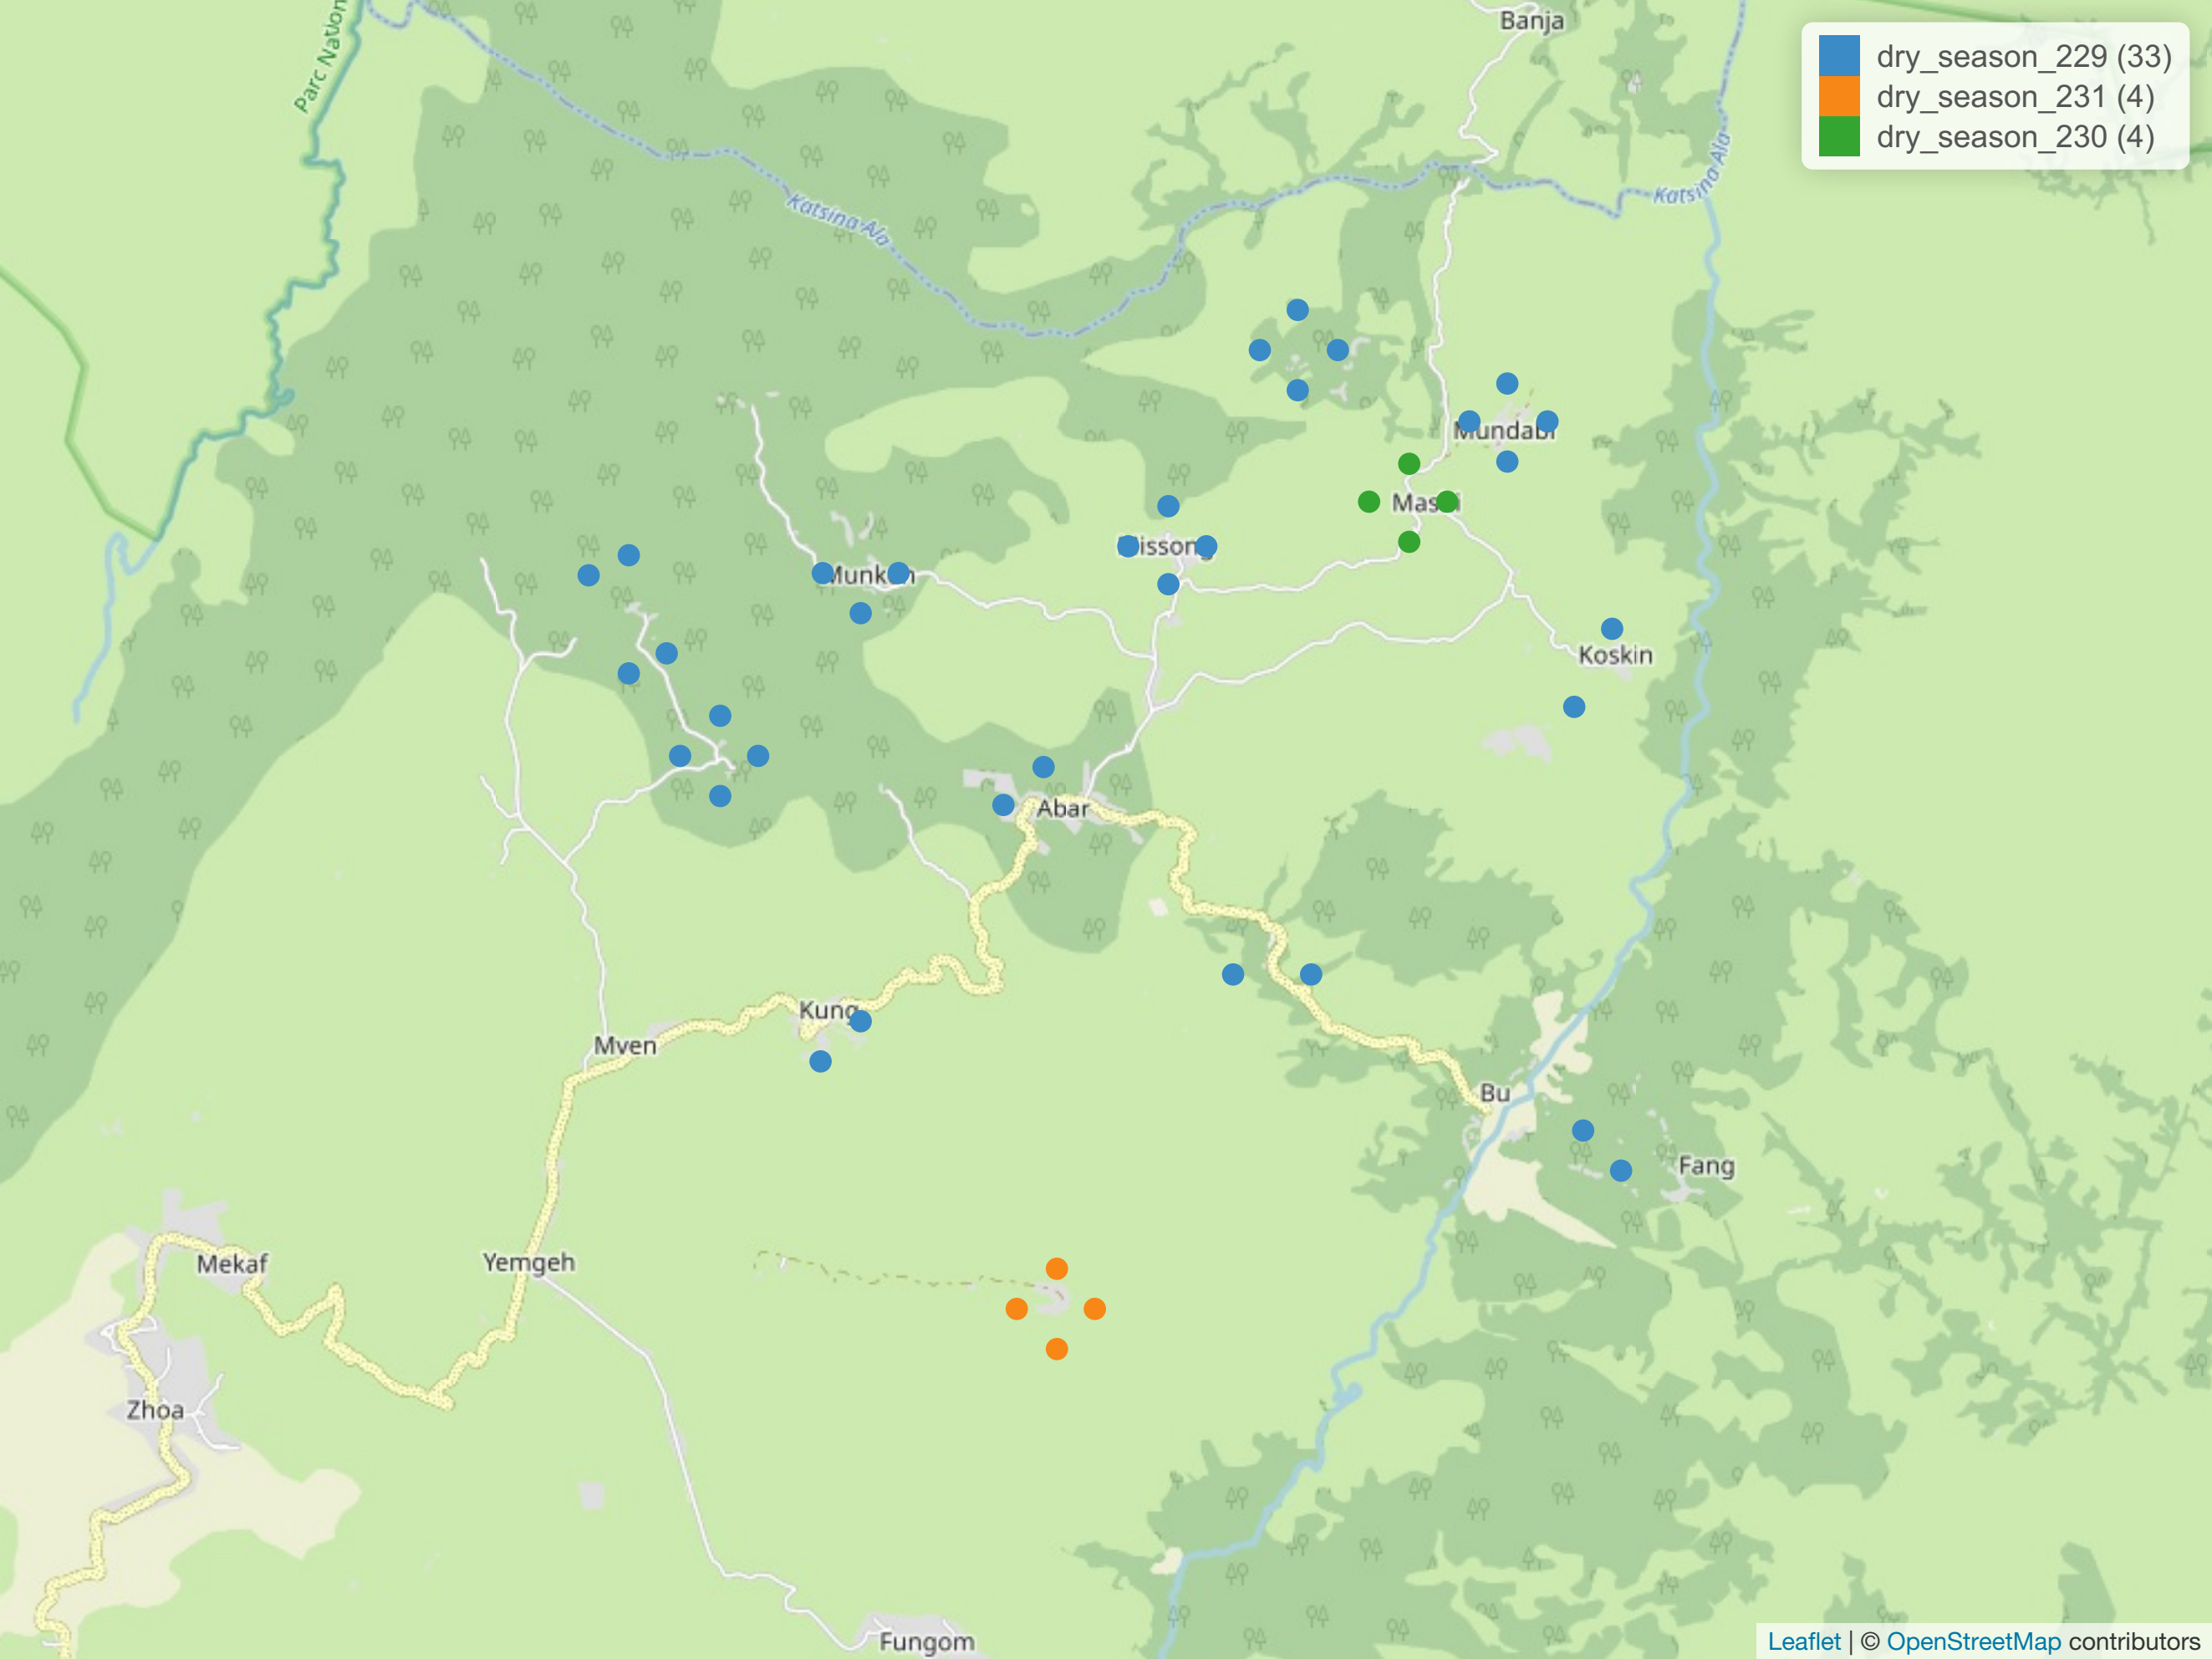 Parc Nation
Banja
dry_season_229 (33)
dry_season_231 (4)
dry_season_230 (4)
Katsina Ala
Katsina-Ala
Mundabi
Koskin
Abar
Kung
Mven
Bu
Fang
Mekaf
Yemgeh
Zhoa
Fungom
Leaflet | © OpenStreetMap contributors